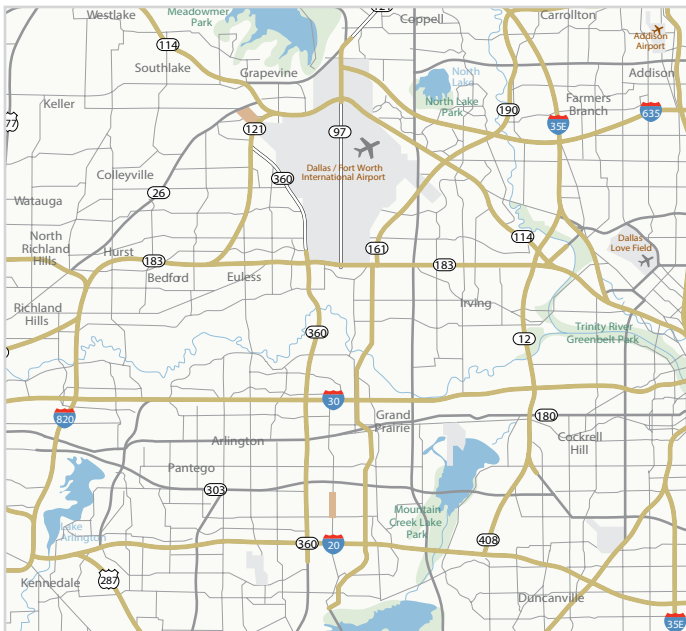 Westlake
Meadowmere
Park
121
Coppell
Carrollton
114
Addison
Airport
Southlake
Grapevine
North
Lake
Addison
Keller
North Lake
Park
190
Farmers
Branch
635
77
121
97
35E
Dallas / Fort Worth
International Airport
Colleyville
360
26
Watauga
North
Richland
Hills
Hurst
183
161
114
Dallas
Love Field
183
Bedford
Euless
Richland
Hills
Irving
360
12
Trinity River
Greenbelt Park
30
820
Grand
Prairie
180
Arlington
Cockrell
Hill
Pantego
303
Mountain
Creek Lake
Park
Lake
Arlington
360
20
408
Kennedale
287
Duncanville
35E